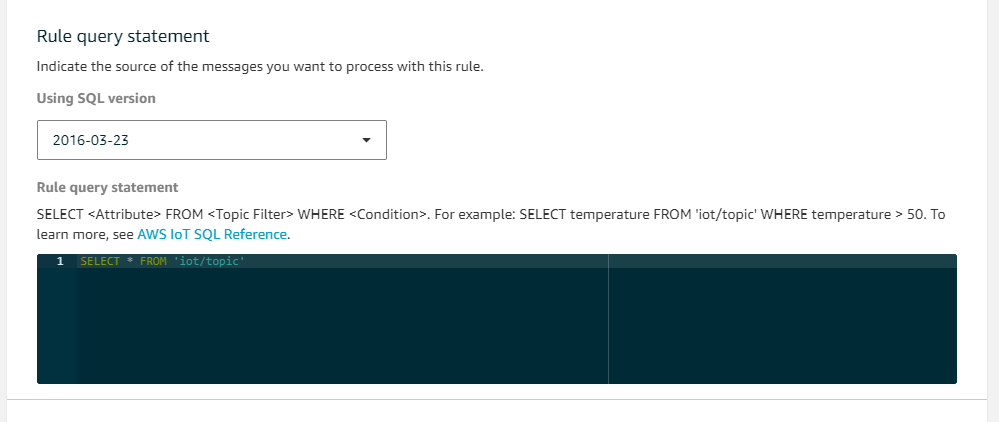 Rule query statement
Indicate the source of the messages you want to process with this rule.
Using SQL version
2016-03-23
Rule query statement
SELECT <Attribute> FROM <Topic Filter> WHERE <Condition>. For example: SELECT temperature FROM 'iot/topic' WHERE temperature > 50. To
learn more, see AWS IoT SQL Reference.
1 SELECT * FROM 'iot/topic'